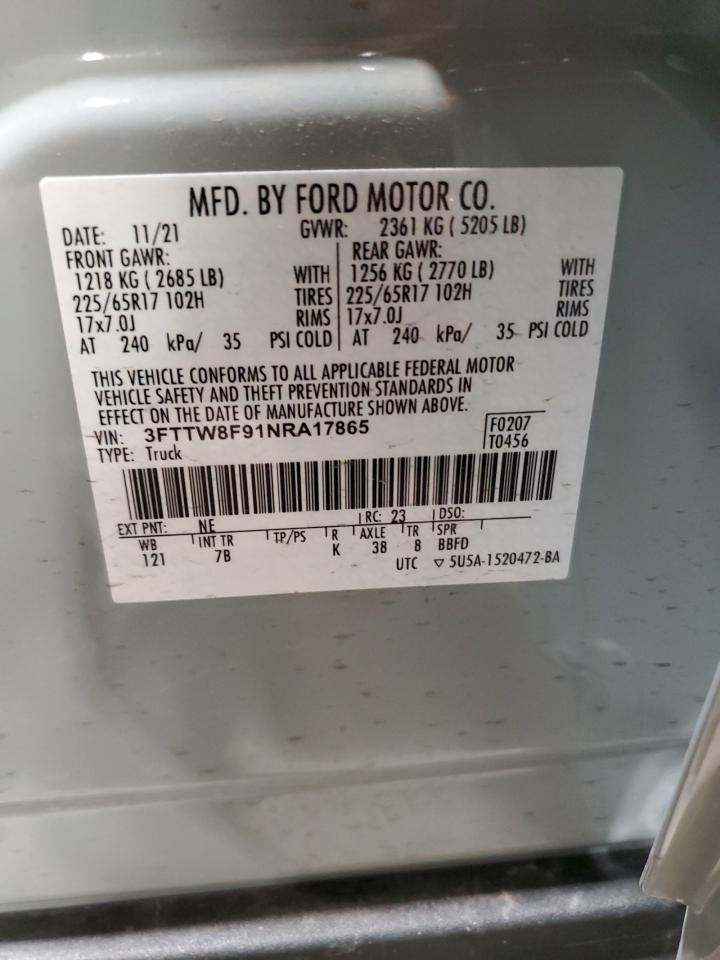 MFD. BY FORD MOTOR CO.
DATE: 11/21 GVWR: 2361 KG ( 5205 LB)
FRONT GAWR: REAR GAWR:
1218 KG ( 2685 LB) WITH 1256 KG ( 2770 LB) WITH
225/65R17 102H TIRES 225/65R17 102H TIRES
17x7.0J RIMS 17x7.0J RIMS
AT 240 kPa/ 35 PSI COLD AT 240 kPa/ 35 PSI COLD
THIS VEHICLE CONFORMS TO ALL APPLICABLE FEDERAL MOTOR
VEHICLE SAFETY AND THEFT PREVENTION STANDARDS IN
EFFECT ON THE DATE OF MANUFACTURE SHOWN ABOVE.
VIN: 3FTTW8F91NRA17865 F0207
TYPE: Truck T0456
EXT PNT: NE RC: 23 DSO:
WB INT TR TP/PS R AXLE TR SPR
121 7B K 38 8 BBFD
UTC ▽ 5U5A-1520472-BA